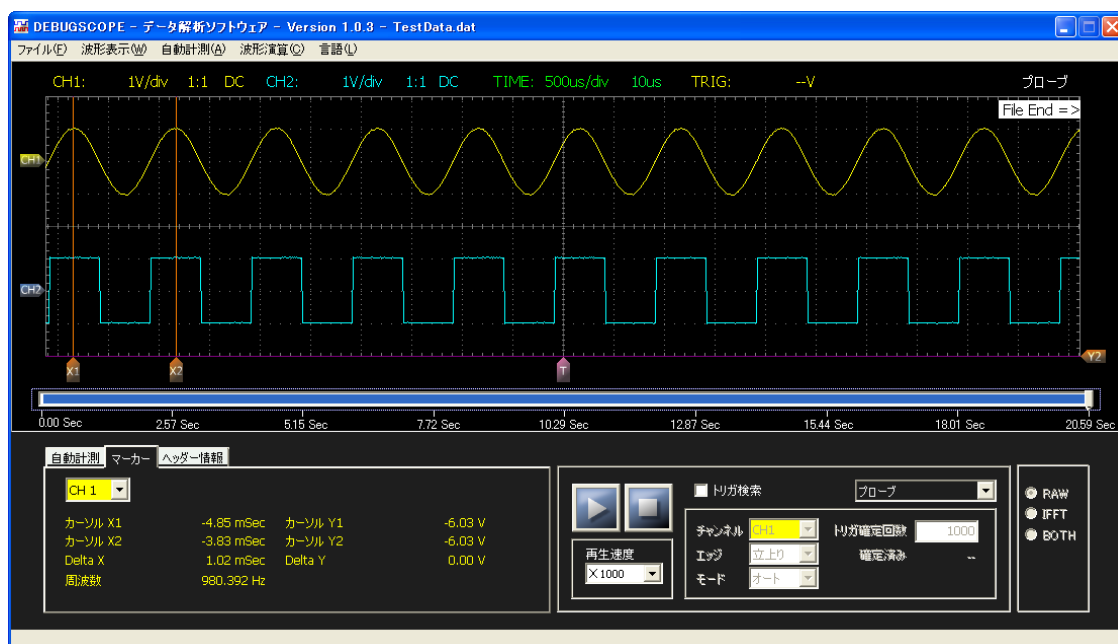 DEBUGSCOPE - データ解析ソフトウェア - Version 1.0.3 - TestData.dat
ファイル(F) 波形表示(W) 自動計測(A) 波形演算(C) 言語(L)
CH1: 1V/div 1:1 DC CH2: 1V/div 1:1 DC TIME: 500us/div 10us TRIG: --V プローブ
File End =>
CH1
CH2
X1 X2 T Y2
0.00 Sec 2.57 Sec 5.15 Sec 7.72 Sec 10.29 Sec 12.87 Sec 15.44 Sec 18.01 Sec 20.59 Sec
自動計測 マーカー ヘッダー情報
CH 1
カーソル X1 -4.85 mSec カーソル Y1 -6.03 V
カーソル X2 -3.83 mSec カーソル Y2 -6.03 V
Delta X 1.02 mSec Delta Y 0.00 V
周波数 980.392 Hz
再生速度
×1000
トリガ検索 プローブ
チャンネル CH1 トリガ確定回数 1000
エッジ 立上り 確定済み --
モード オート
RAW
IFFT
BOTH